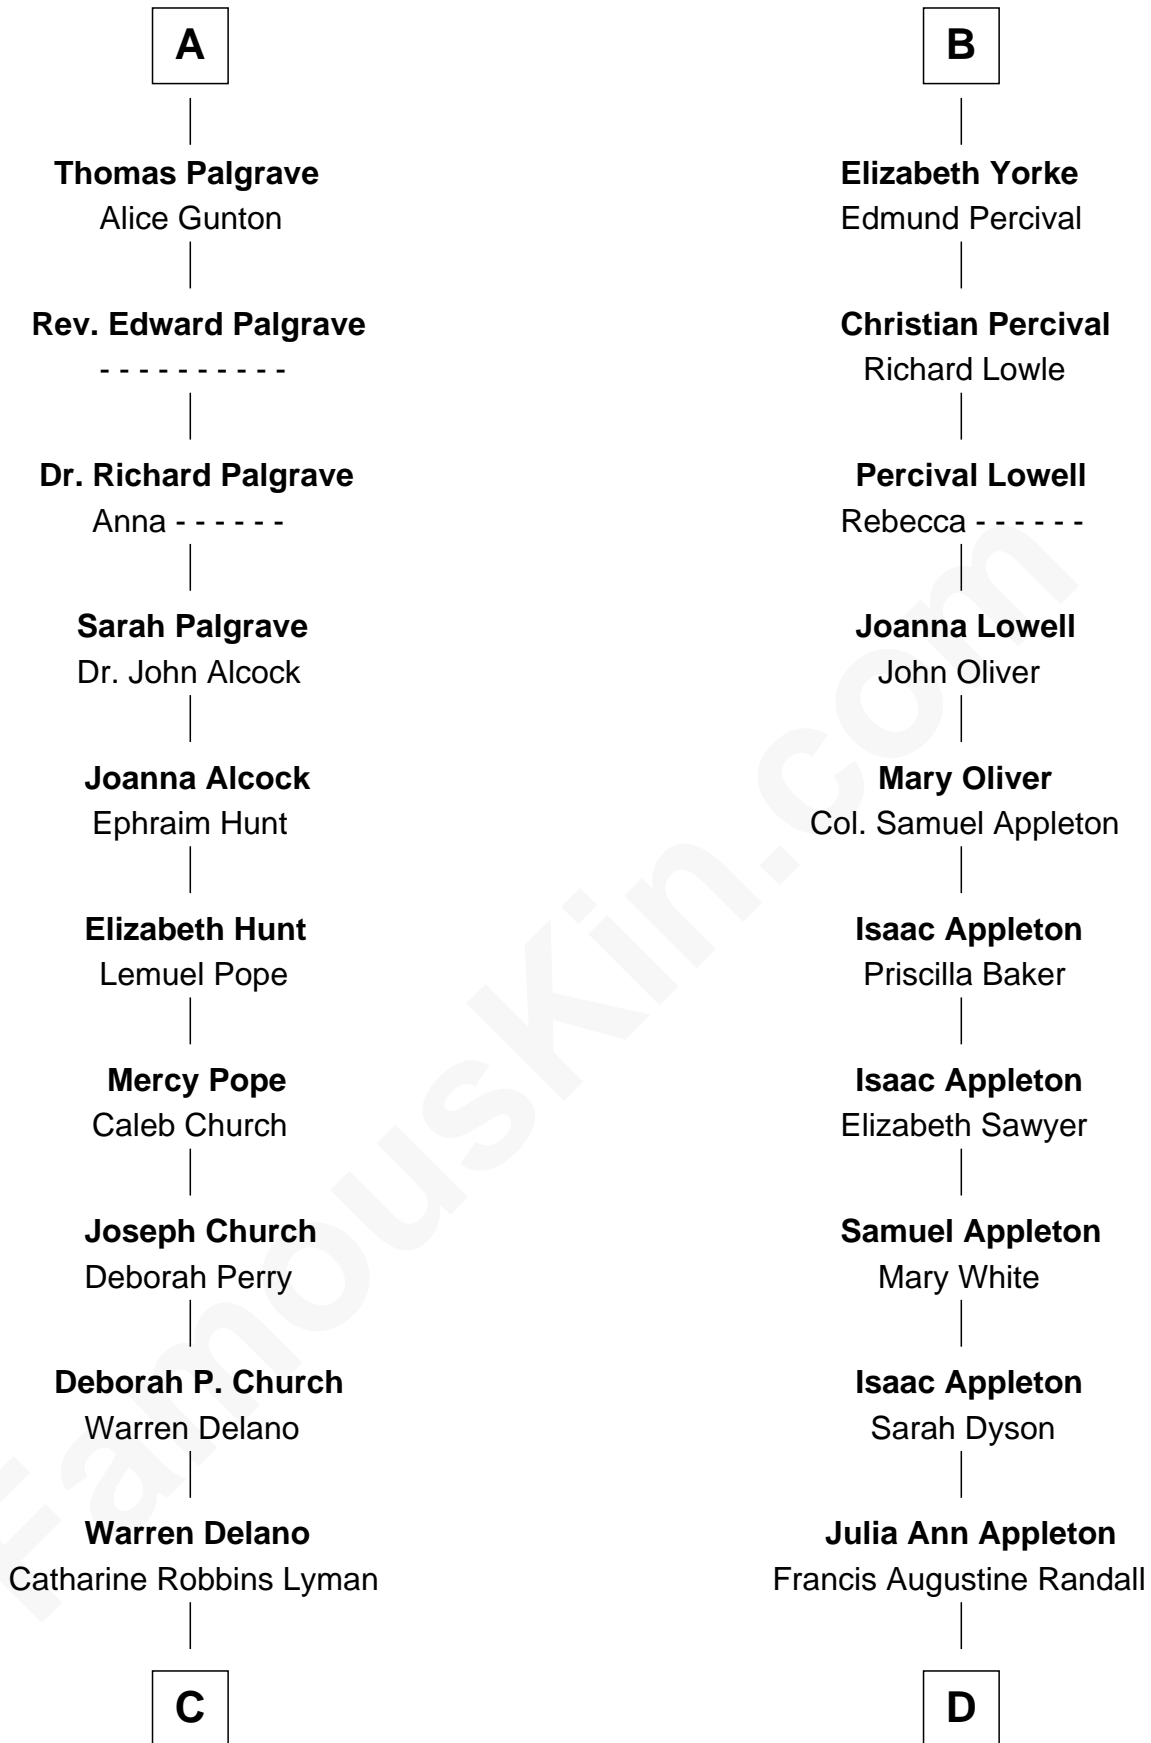 A
Thomas Palgrave
Alice Gunton
Rev. Edward Palgrave
- - - - - - - - - -
Dr. Richard Palgrave
Anna - - - - - -
Sarah Palgrave
Dr. John Alcock
Joanna Alcock
Ephraim Hunt
Elizabeth Hunt
Lemuel Pope
Mercy Pope
Caleb Church
Joseph Church
Deborah Perry
Deborah P. Church
Warren Delano
Warren Delano
Catharine Robbins Lyman
C
B
Elizabeth Yorke
Edmund Percival
Christian Percival
Richard Lowle
Percival Lowell
Rebecca - - - - - -
Joanna Lowell
John Oliver
Mary Oliver
Col. Samuel Appleton
Isaac Appleton
Priscilla Baker
Isaac Appleton
Elizabeth Sawyer
Samuel Appleton
Mary White
Isaac Appleton
Sarah Dyson
Julia Ann Appleton
Francis Augustine Randall
D
FamousKin.com